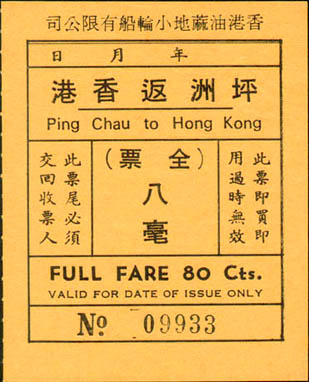 香港油蔴地小輪船有限公司
年 月 日
坪洲返香港
Ping Chau to Hong Kong
此票即買即
用過時無效
(全票)
八毫
此票尾必須
交回收票人
FULL FARE 80 Cts.
VALID FOR DATE OF ISSUE ONLY
No 09933